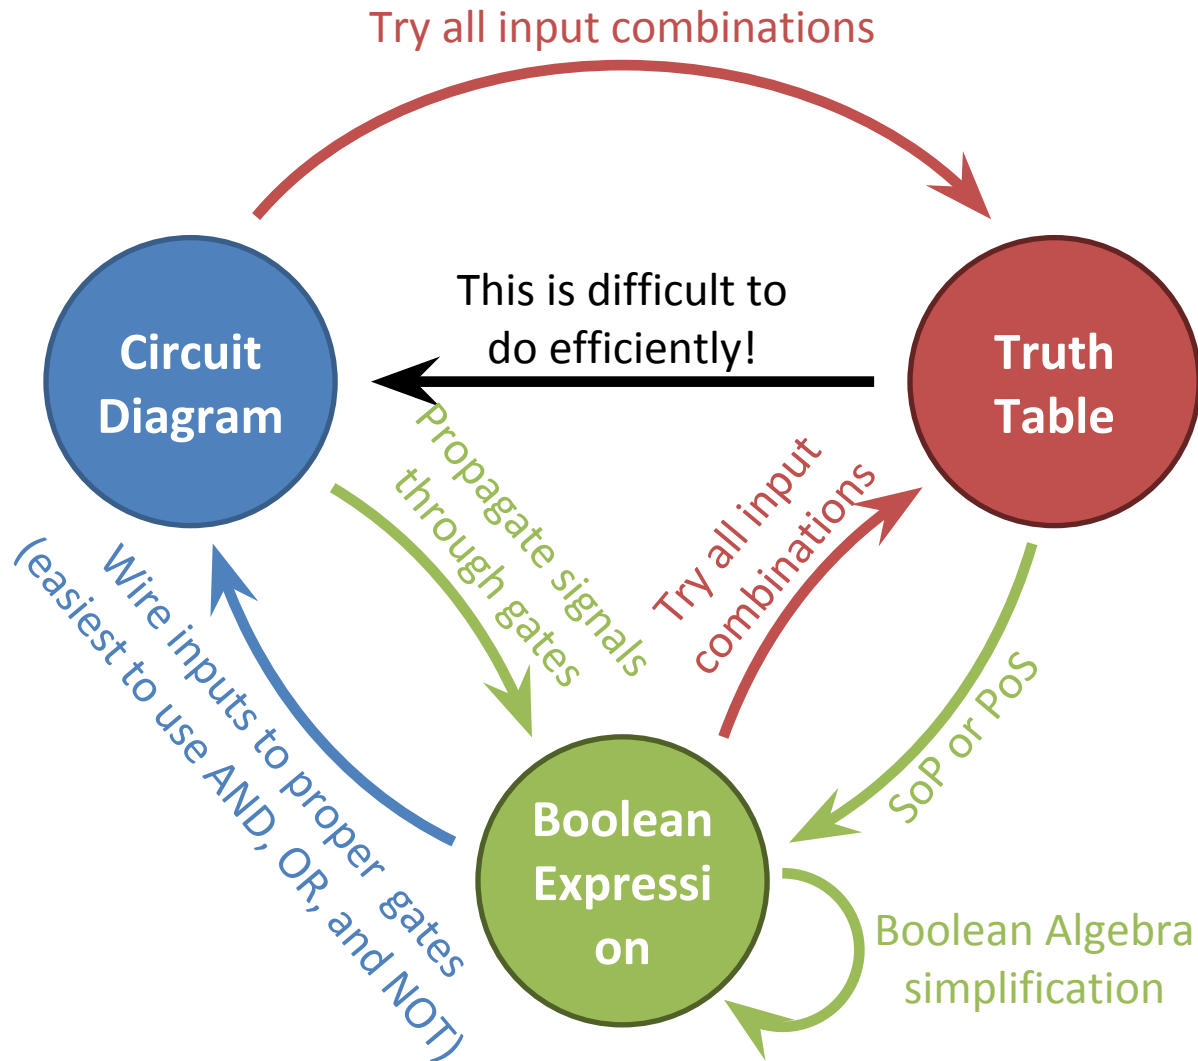 Try all input combinations
This is difficult to
do efficiently!
Circuit
Diagram
Truth
Table
Propagate signals
through gates
Try all input
combinations
Wire inputs to proper gates
(easiest to use AND, OR, and NOT)
SoP or PoS
Boolean
Expressi
on
Boolean Algebra
simplification